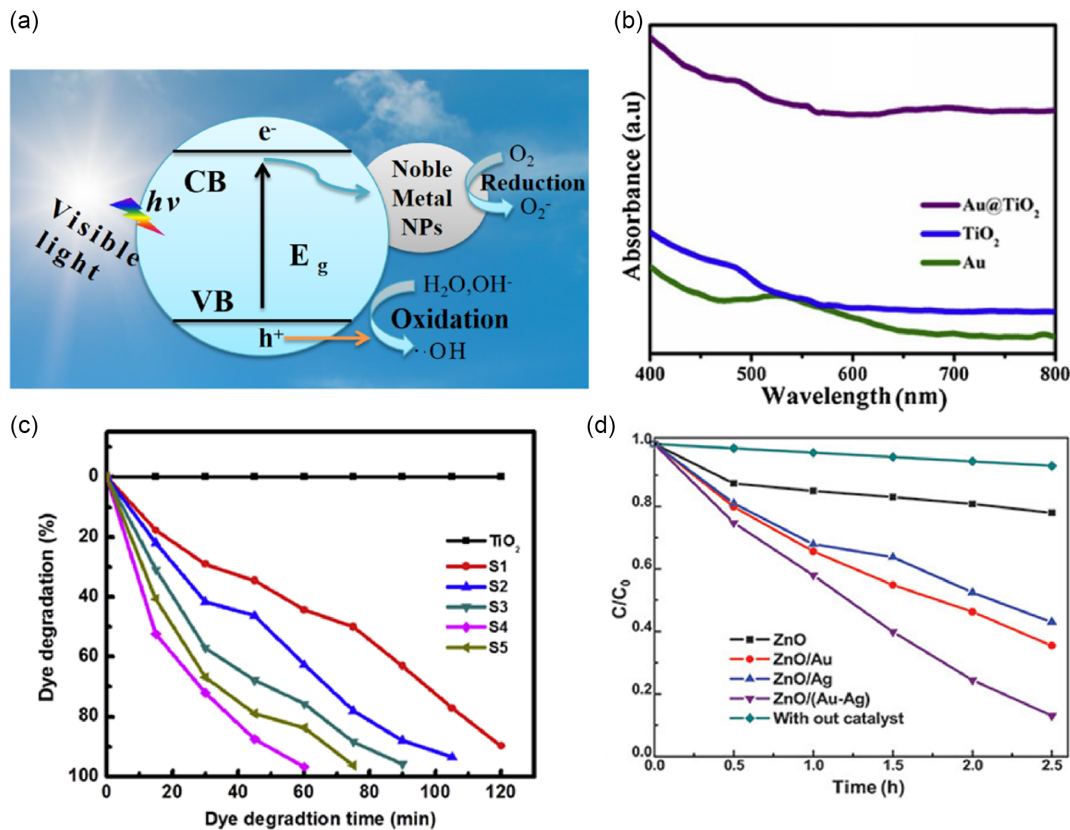 (a)
e-
CB
hν
Visible
light
E g
VB
h+
Noble
Metal
NPs
O2
Reduction
O2-
H2O,OH-
Oxidation
··OH
(b)
Absorbance (a.u)
Au@TiO2
TiO2
Au
400 500 600 700 800
Wavelength (nm)
(c)
Dye degradation (%)
0
20
40
60
80
100
TiO2
S1
S2
S3
S4
S5
0 20 40 60 80 100 120
Dye degradtion time (min)
(d)
C/C0
1.0
0.8
0.6
0.4
0.2
0.0
ZnO
ZnO/Au
ZnO/Ag
ZnO/(Au-Ag)
With out catalyst
0.0 0.5 1.0 1.5 2.0 2.5
Time (h)